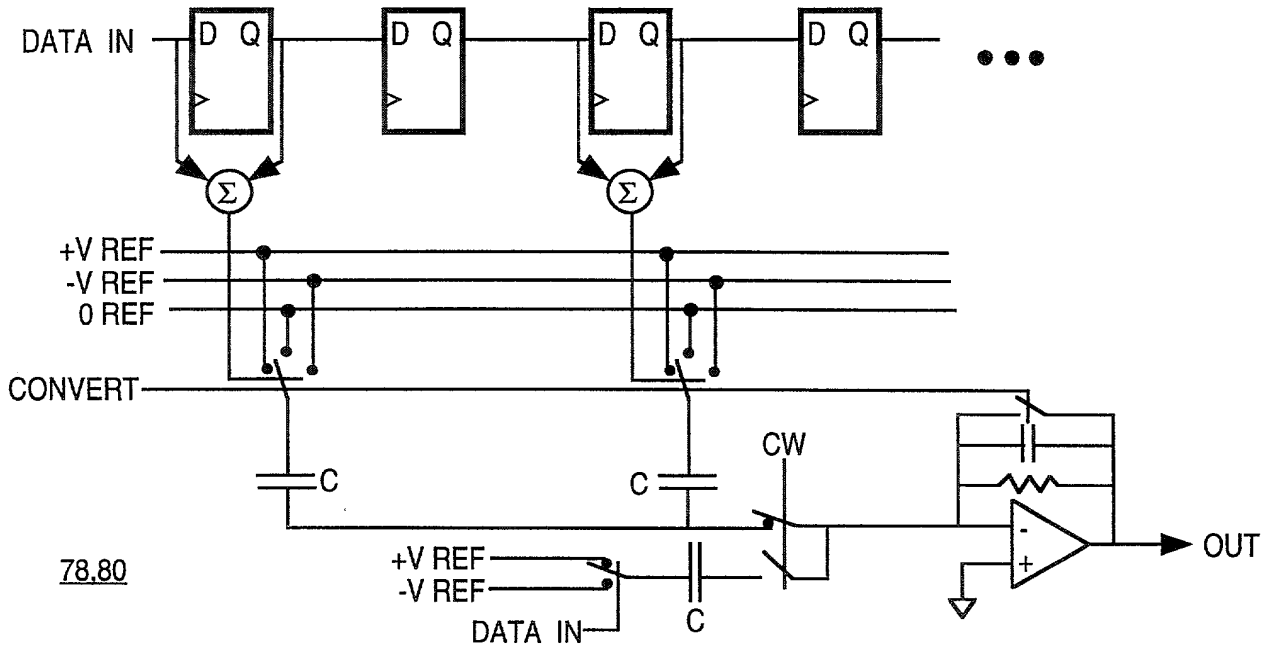 DATA IN
D Q
D Q
D Q
D Q
Σ
Σ
+V REF
-V REF
0 REF
CONVERT
C
C
CW
-
+
OUT
+V REF
-V REF
C
DATA IN
78,80